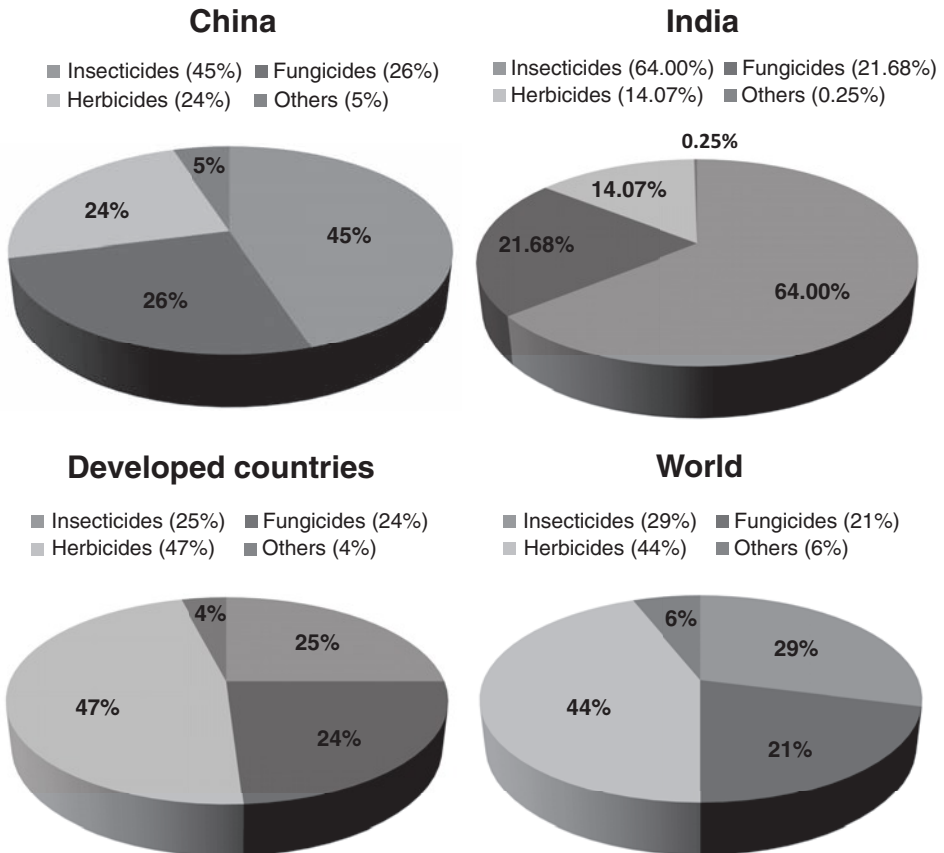 China
Insecticides (45%) Fungicides (26%)
Herbicides (24%) Others (5%)
5%
24%
45%
26%
India
Insecticides (64.00%) Fungicides (21.68%)
Herbicides (14.07%) Others (0.25%)
0.25%
14.07%
21.68%
64.00%
Developed countries
Insecticides (25%) Fungicides (24%)
Herbicides (47%) Others (4%)
4%
25%
47%
24%
World
Insecticides (29%) Fungicides (21%)
Herbicides (44%) Others (6%)
6%
29%
44%
21%